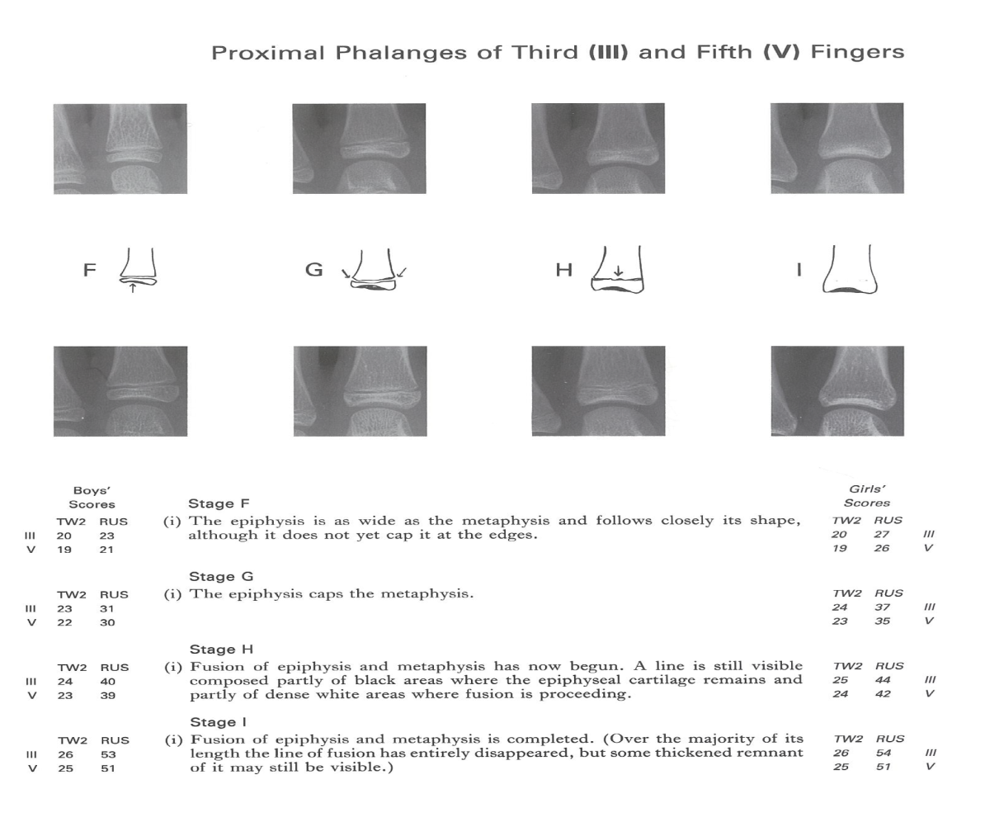 Proximal Phalanges of Third (III) and Fifth (V) Fingers
F G H I
Boys' Girls'
Scores Stage F Scores
TW2 RUS (i) The epiphysis is as wide as the metaphysis and follows closely its shape, TW2 RUS
III 20 23 although it does not yet cap it at the edges. 20 27 III
V 19 21 19 26 V
Stage G
TW2 RUS (i) The epiphysis caps the metaphysis. TW2 RUS
III 23 31 24 37 III
V 22 30 23 35 V
Stage H
TW2 RUS (i) Fusion of epiphysis and metaphysis has now begun. A line is still visible TW2 RUS
III 24 40 composed partly of black areas where the epiphyseal cartilage remains and 25 44 III
V 23 39 partly of dense white areas where fusion is proceeding. 24 42 V
Stage I
TW2 RUS (i) Fusion of epiphysis and metaphysis is completed. (Over the majority of its TW2 RUS
III 26 53 length the line of fusion has entirely disappeared, but some thickened remnant 26 54 III
V 25 51 of it may still be visible.) 25 51 V